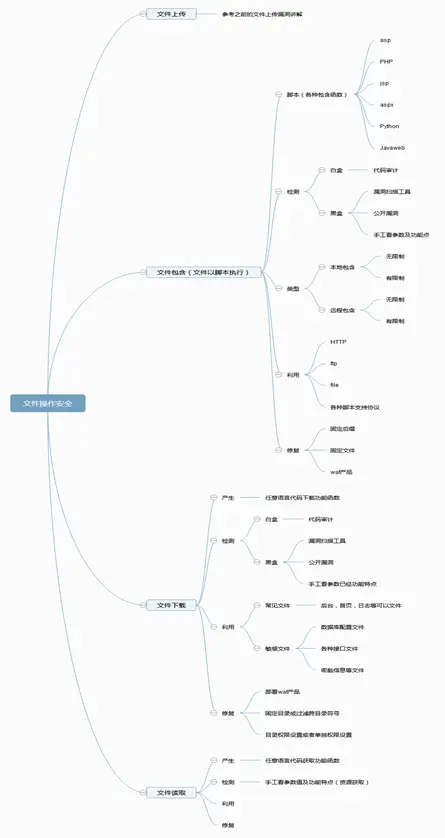 文件上传
参考之前的文件上传漏洞讲解
asp
PHP
jsp
脚本（各种包含函数）
aspx
Python
Javaweb
白盒
代码审计
检测
漏洞扫描工具
黑盒
公开漏洞
手工看参数及功能点
文件包含（文件以脚本执行）
本地包含
无限制
有限制
类型
远程包含
无限制
有限制
HTTP
ftp
利用
file
各种脚本支持协议
文件操作安全
固定后缀
修复
固定文件
waf产品
产生
任意语言代码下载功能函数
白盒
代码审计
检测
漏洞扫描工具
黑盒
公开漏洞
手工看参数已经功能特点
文件下载
常见文件
后台，首页，日志等可以文件
利用
数据库配置文件
敏感文件
各种接口文件
密匙信息等文件
部署waf产品
修复
固定目录或过滤跨目录符号
目录权限设置或者单独权限设置
产生
任意语言代码获取功能函数
检测
手工看参数值及功能特点（资源获取）
文件读取
利用
修复